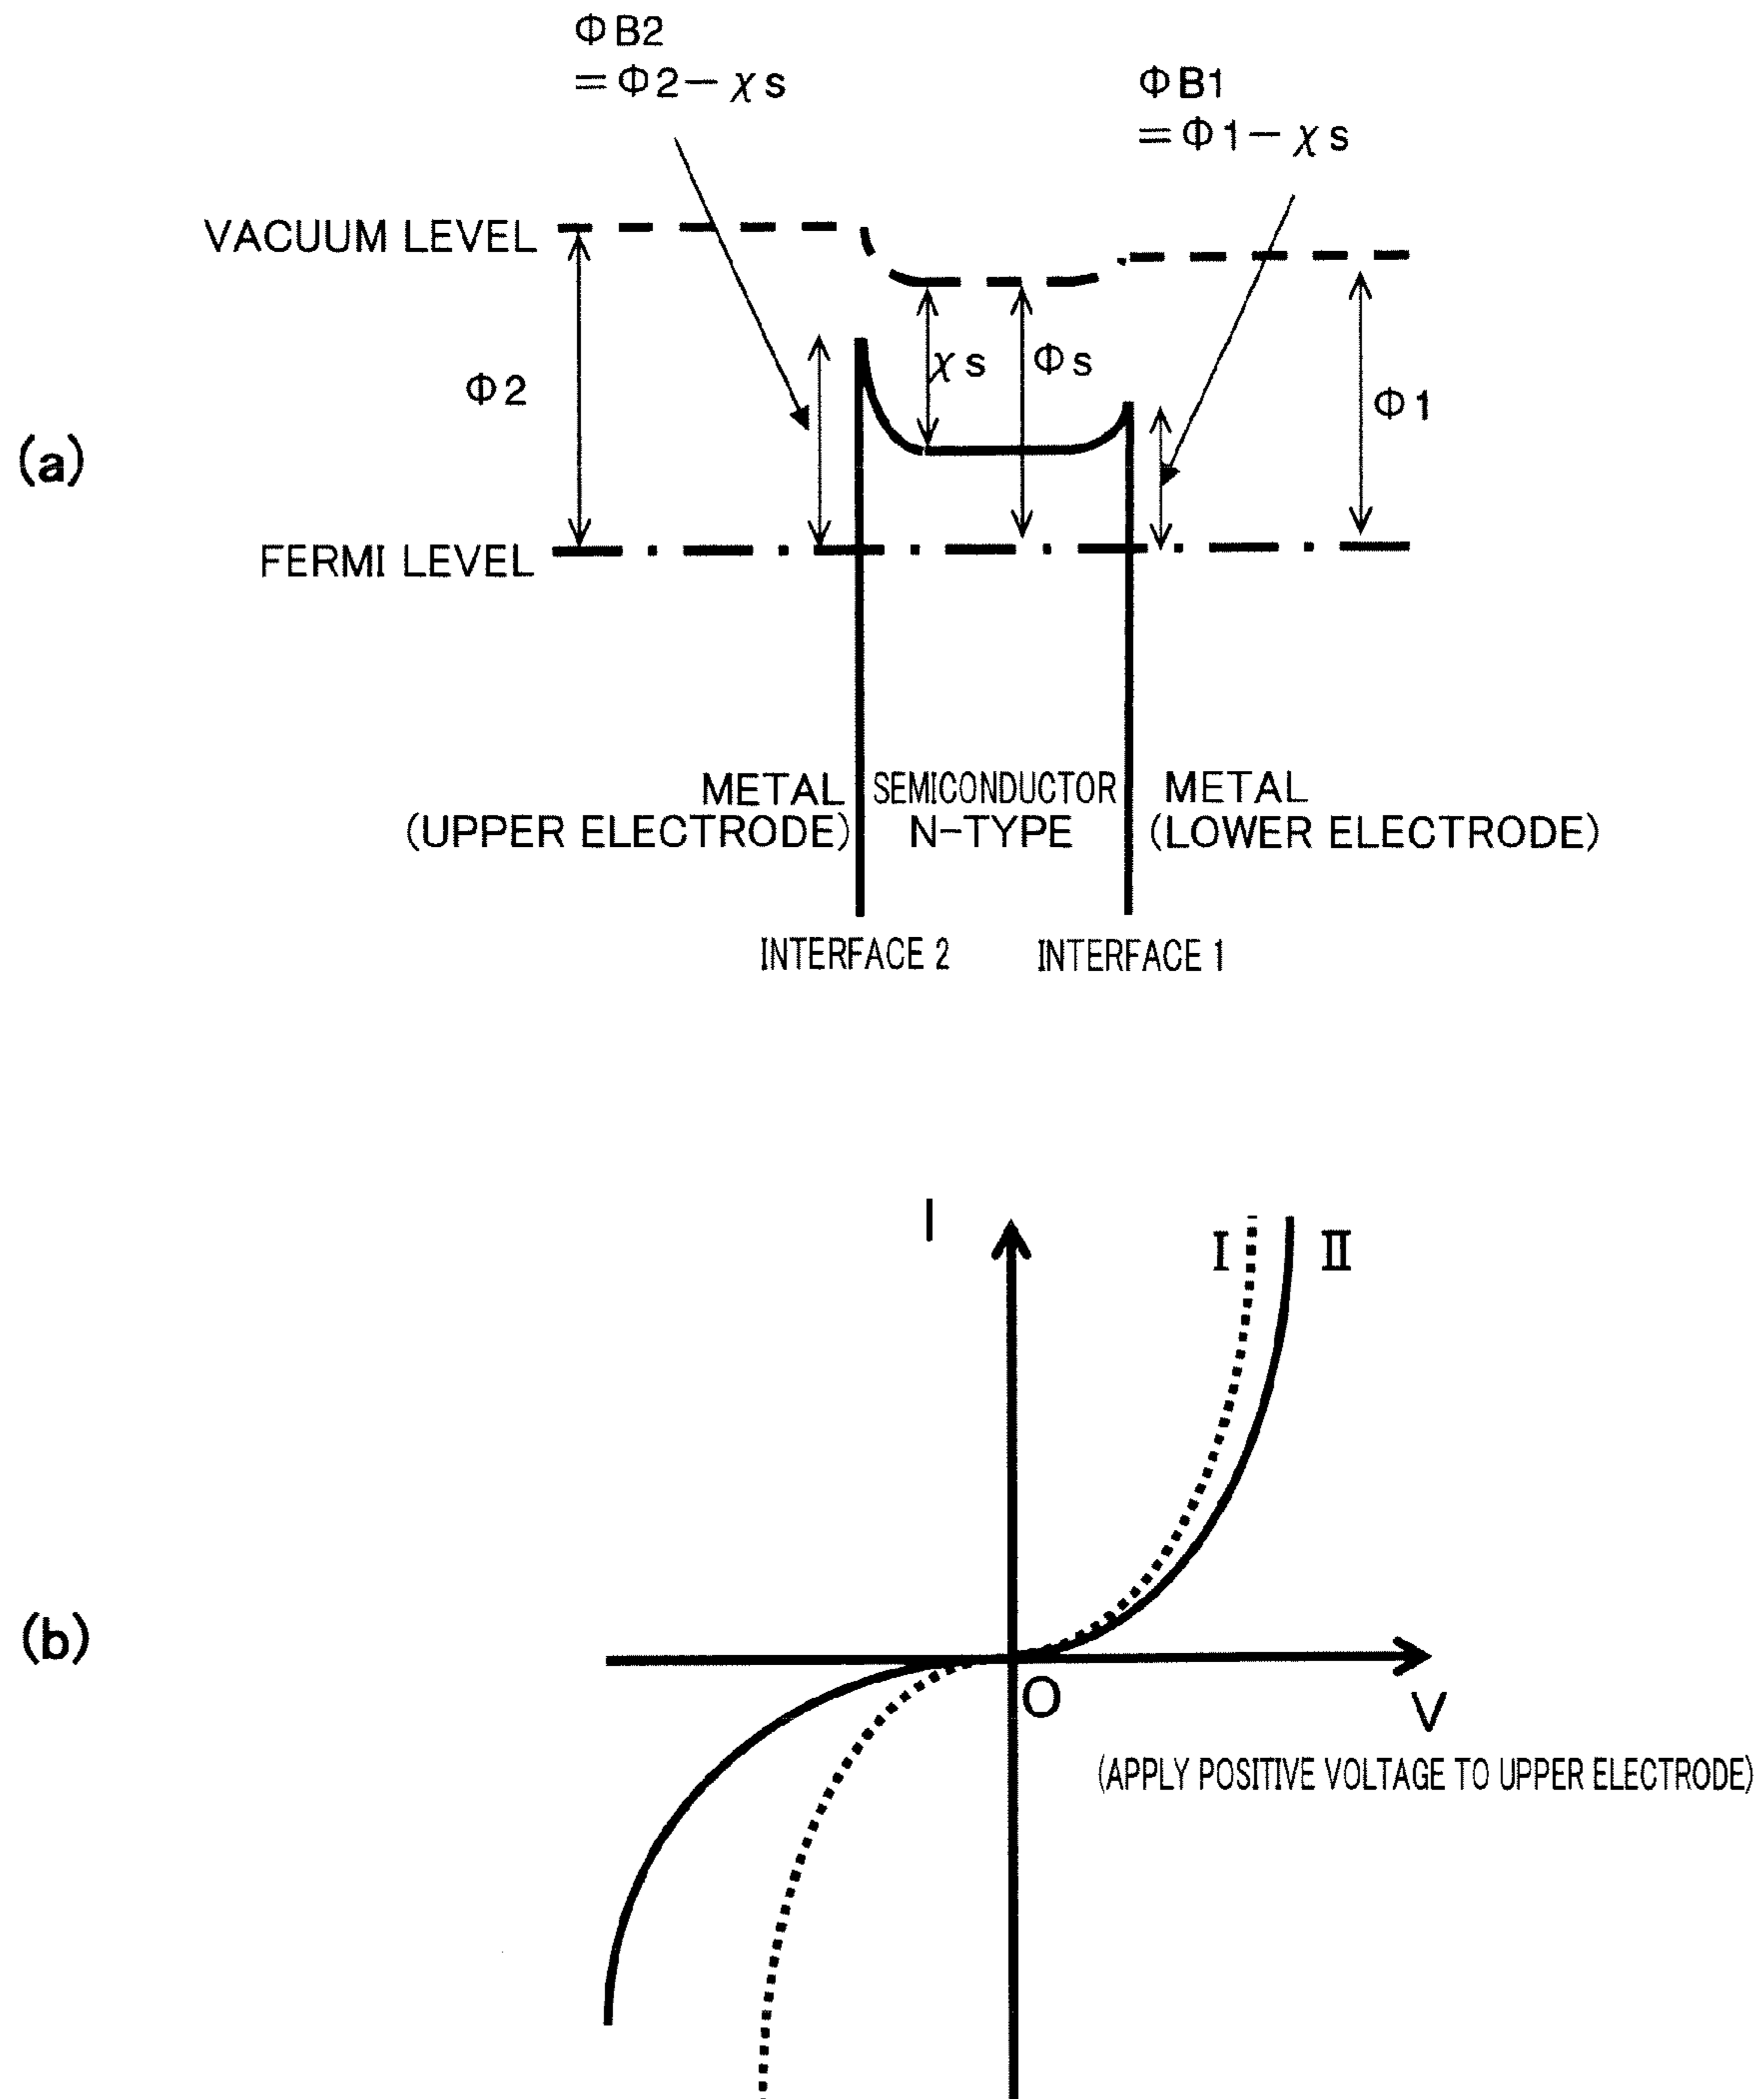 ΦB2
=Φ2-χs
ΦB1
=Φ1-χs
VACUUM LEVEL
χs
Φs
Φ2
Φ1
(a)
FERMI LEVEL
METAL
(UPPER ELECTRODE)
SEMICONDUCTOR
N-TYPE
METAL
(LOWER ELECTRODE)
INTERFACE 2
INTERFACE 1
I
I
II
(b)
O
V
(APPLY POSITIVE VOLTAGE TO UPPER ELECTRODE)